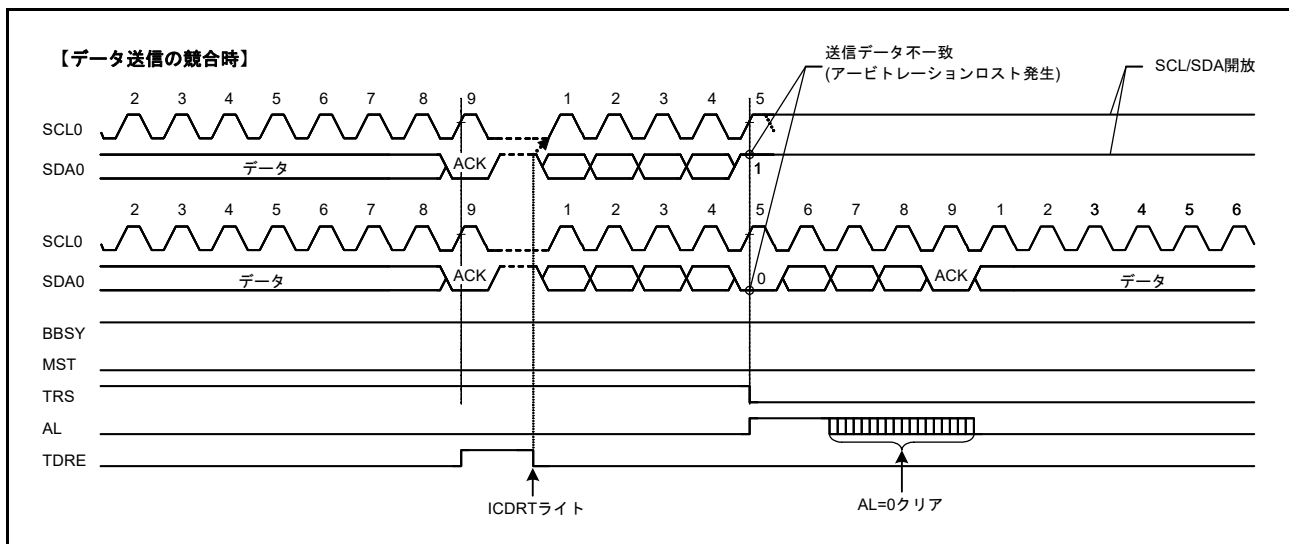 【データ送信の競合時】
送信データ不一致
(アービトレーションロスト発生)
SCL/SDA開放
2 3 4 5 6 7 8 9 1 2 3 4 5
SCL0
SDA0
データ
ACK
1
2 3 4 5 6 7 8 9 1 2 3 4 5 6 7 8 9 1 2 3 4 5 6
SCL0
SDA0
データ
ACK
0
ACK
データ
BBSY
MST
TRS
AL
TDRE
ICDRTライト
AL=0クリア